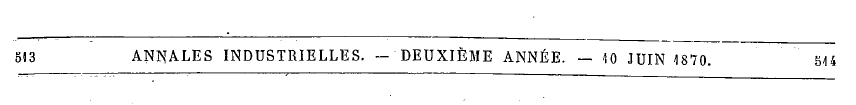 513 ANNALES INDUSTRIELLES. — DEUXIÈME ANNÉE. — 10 JUIN 1870. 514